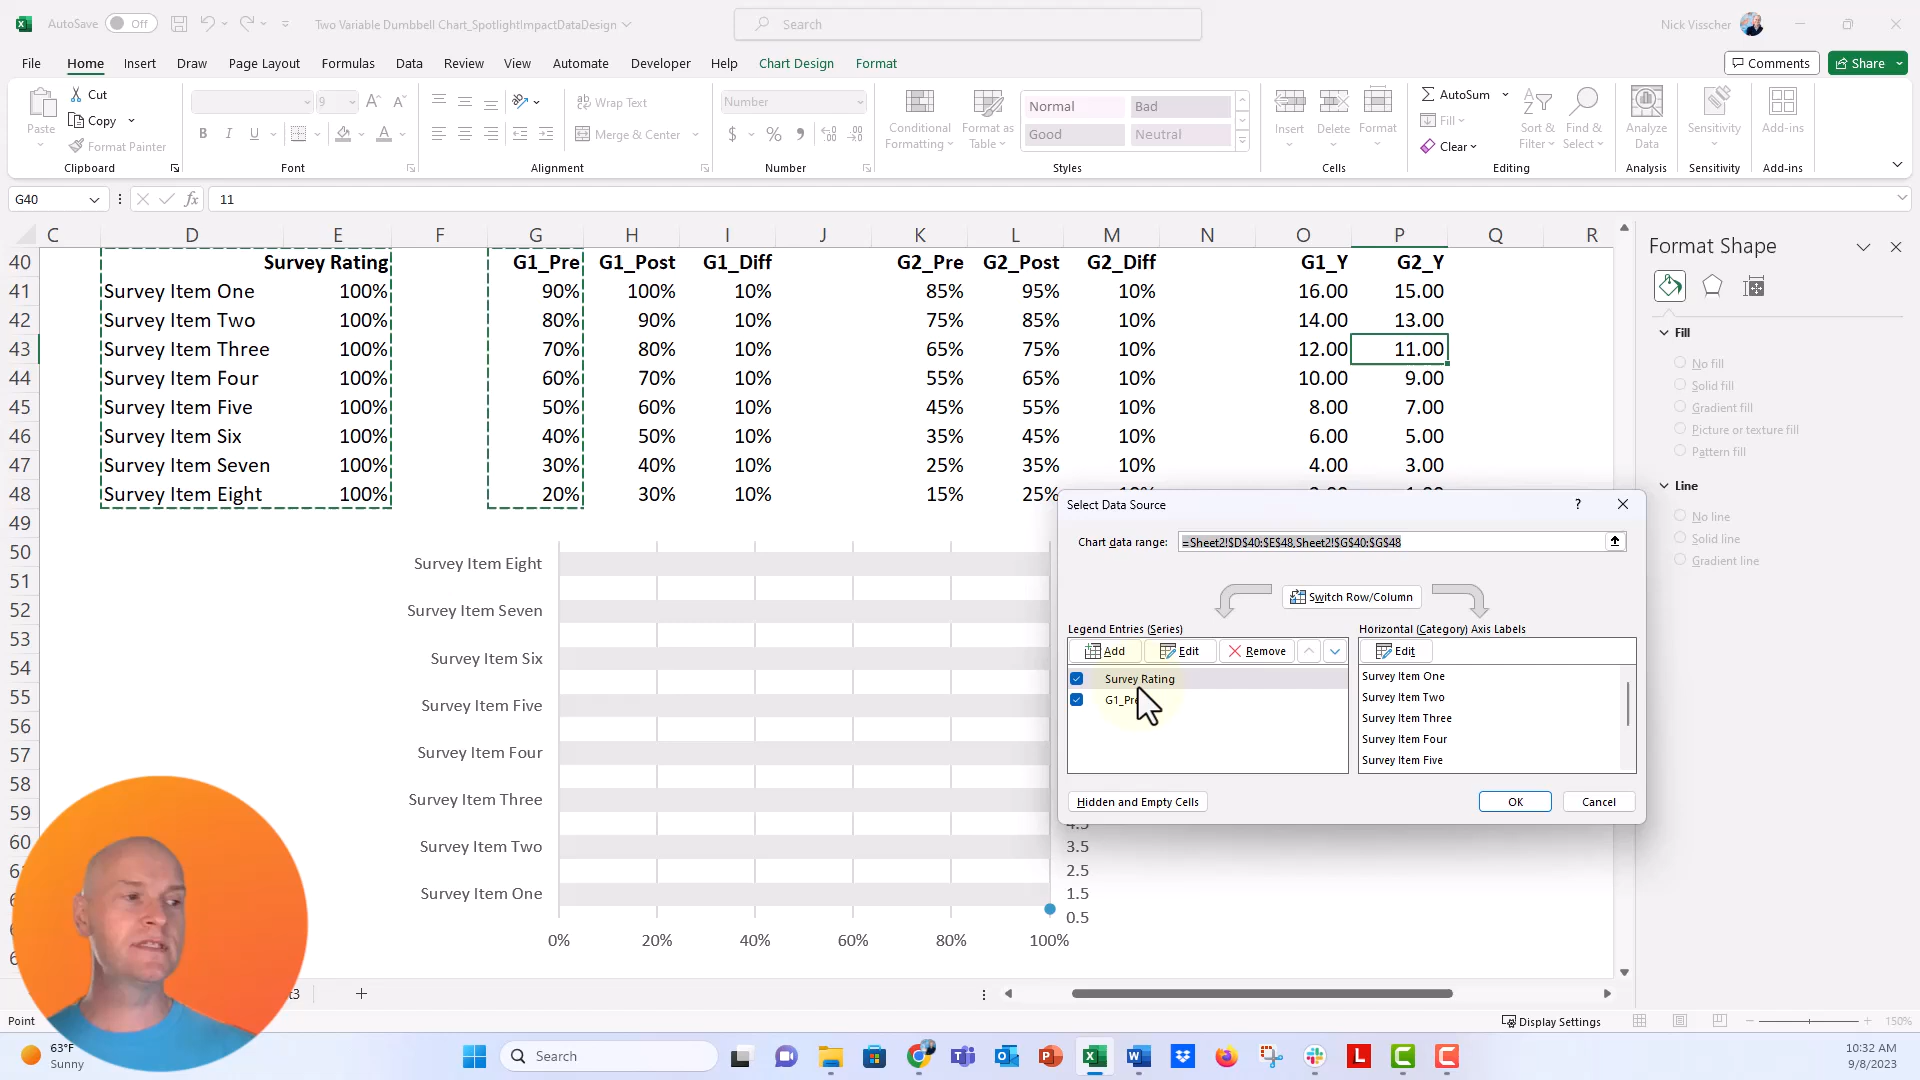 AutoSave Off Two Variable Dumbbell Chart_SpotlightImpactDataDesign Search Nick Visscher
File Home Insert Draw Page Layout Formulas Data Review View Automate Developer Help Chart Design Format Comments Share
Paste Cut Copy Format Painter Clipboard
9 B I U Font
Wrap Text Merge & Center Alignment
Number $ % Number
Conditional Formatting Format as Table Normal Bad Good Neutral Styles
Insert Delete Format Cells
AutoSum Fill Clear Sort & Filter Find & Select Editing
Analyze Data Analysis Sensitivity Sensitivity Add-ins Add-ins
G40 fx 11
C D E F G H I J K L M N O P Q R
40 Survey Rating G1_Pre G1_Post G1_Diff G2_Pre G2_Post G2_Diff G1_Y G2_Y
41 Survey Item One 100% 90% 100% 10% 85% 95% 10% 16.00 15.00
42 Survey Item Two 100% 80% 90% 10% 75% 85% 10% 14.00 13.00
43 Survey Item Three 100% 70% 80% 10% 65% 75% 10% 12.00 11.00
44 Survey Item Four 100% 60% 70% 10% 55% 65% 10% 10.00 9.00
45 Survey Item Five 100% 50% 60% 10% 45% 55% 10% 8.00 7.00
46 Survey Item Six 100% 40% 50% 10% 35% 45% 10% 6.00 5.00
47 Survey Item Seven 100% 30% 40% 10% 25% 35% 10% 4.00 3.00
48 Survey Item Eight 100% 20% 30% 10% 15% 25%
49
50
51
52
53
54
55
56
57
58
59
60
Survey Item Eight
Survey Item Seven
Survey Item Six
Survey Item Five
Survey Item Four
Survey Item Three
Survey Item Two
Survey Item One
0% 20% 40% 60% 80% 100%
3.5
2.5
1.5
0.5
Select Data Source ?
Chart data range: =Sheet2!$D$40:$E$48,Sheet2!$G$40:$G$48
Switch Row/Column
Legend Entries (Series)
Add Edit Remove
Survey Rating
G1_Pre
Horizontal (Category) Axis Labels
Edit
Survey Item One
Survey Item Two
Survey Item Three
Survey Item Four
Survey Item Five
Hidden and Empty Cells OK Cancel
Format Shape
Fill
No fill
Solid fill
Gradient fill
Picture or texture fill
Pattern fill
Line
No line
Solid line
Gradient line
Point Display Settings 150%
63°F
Sunny
Search
10:32 AM
9/8/2023